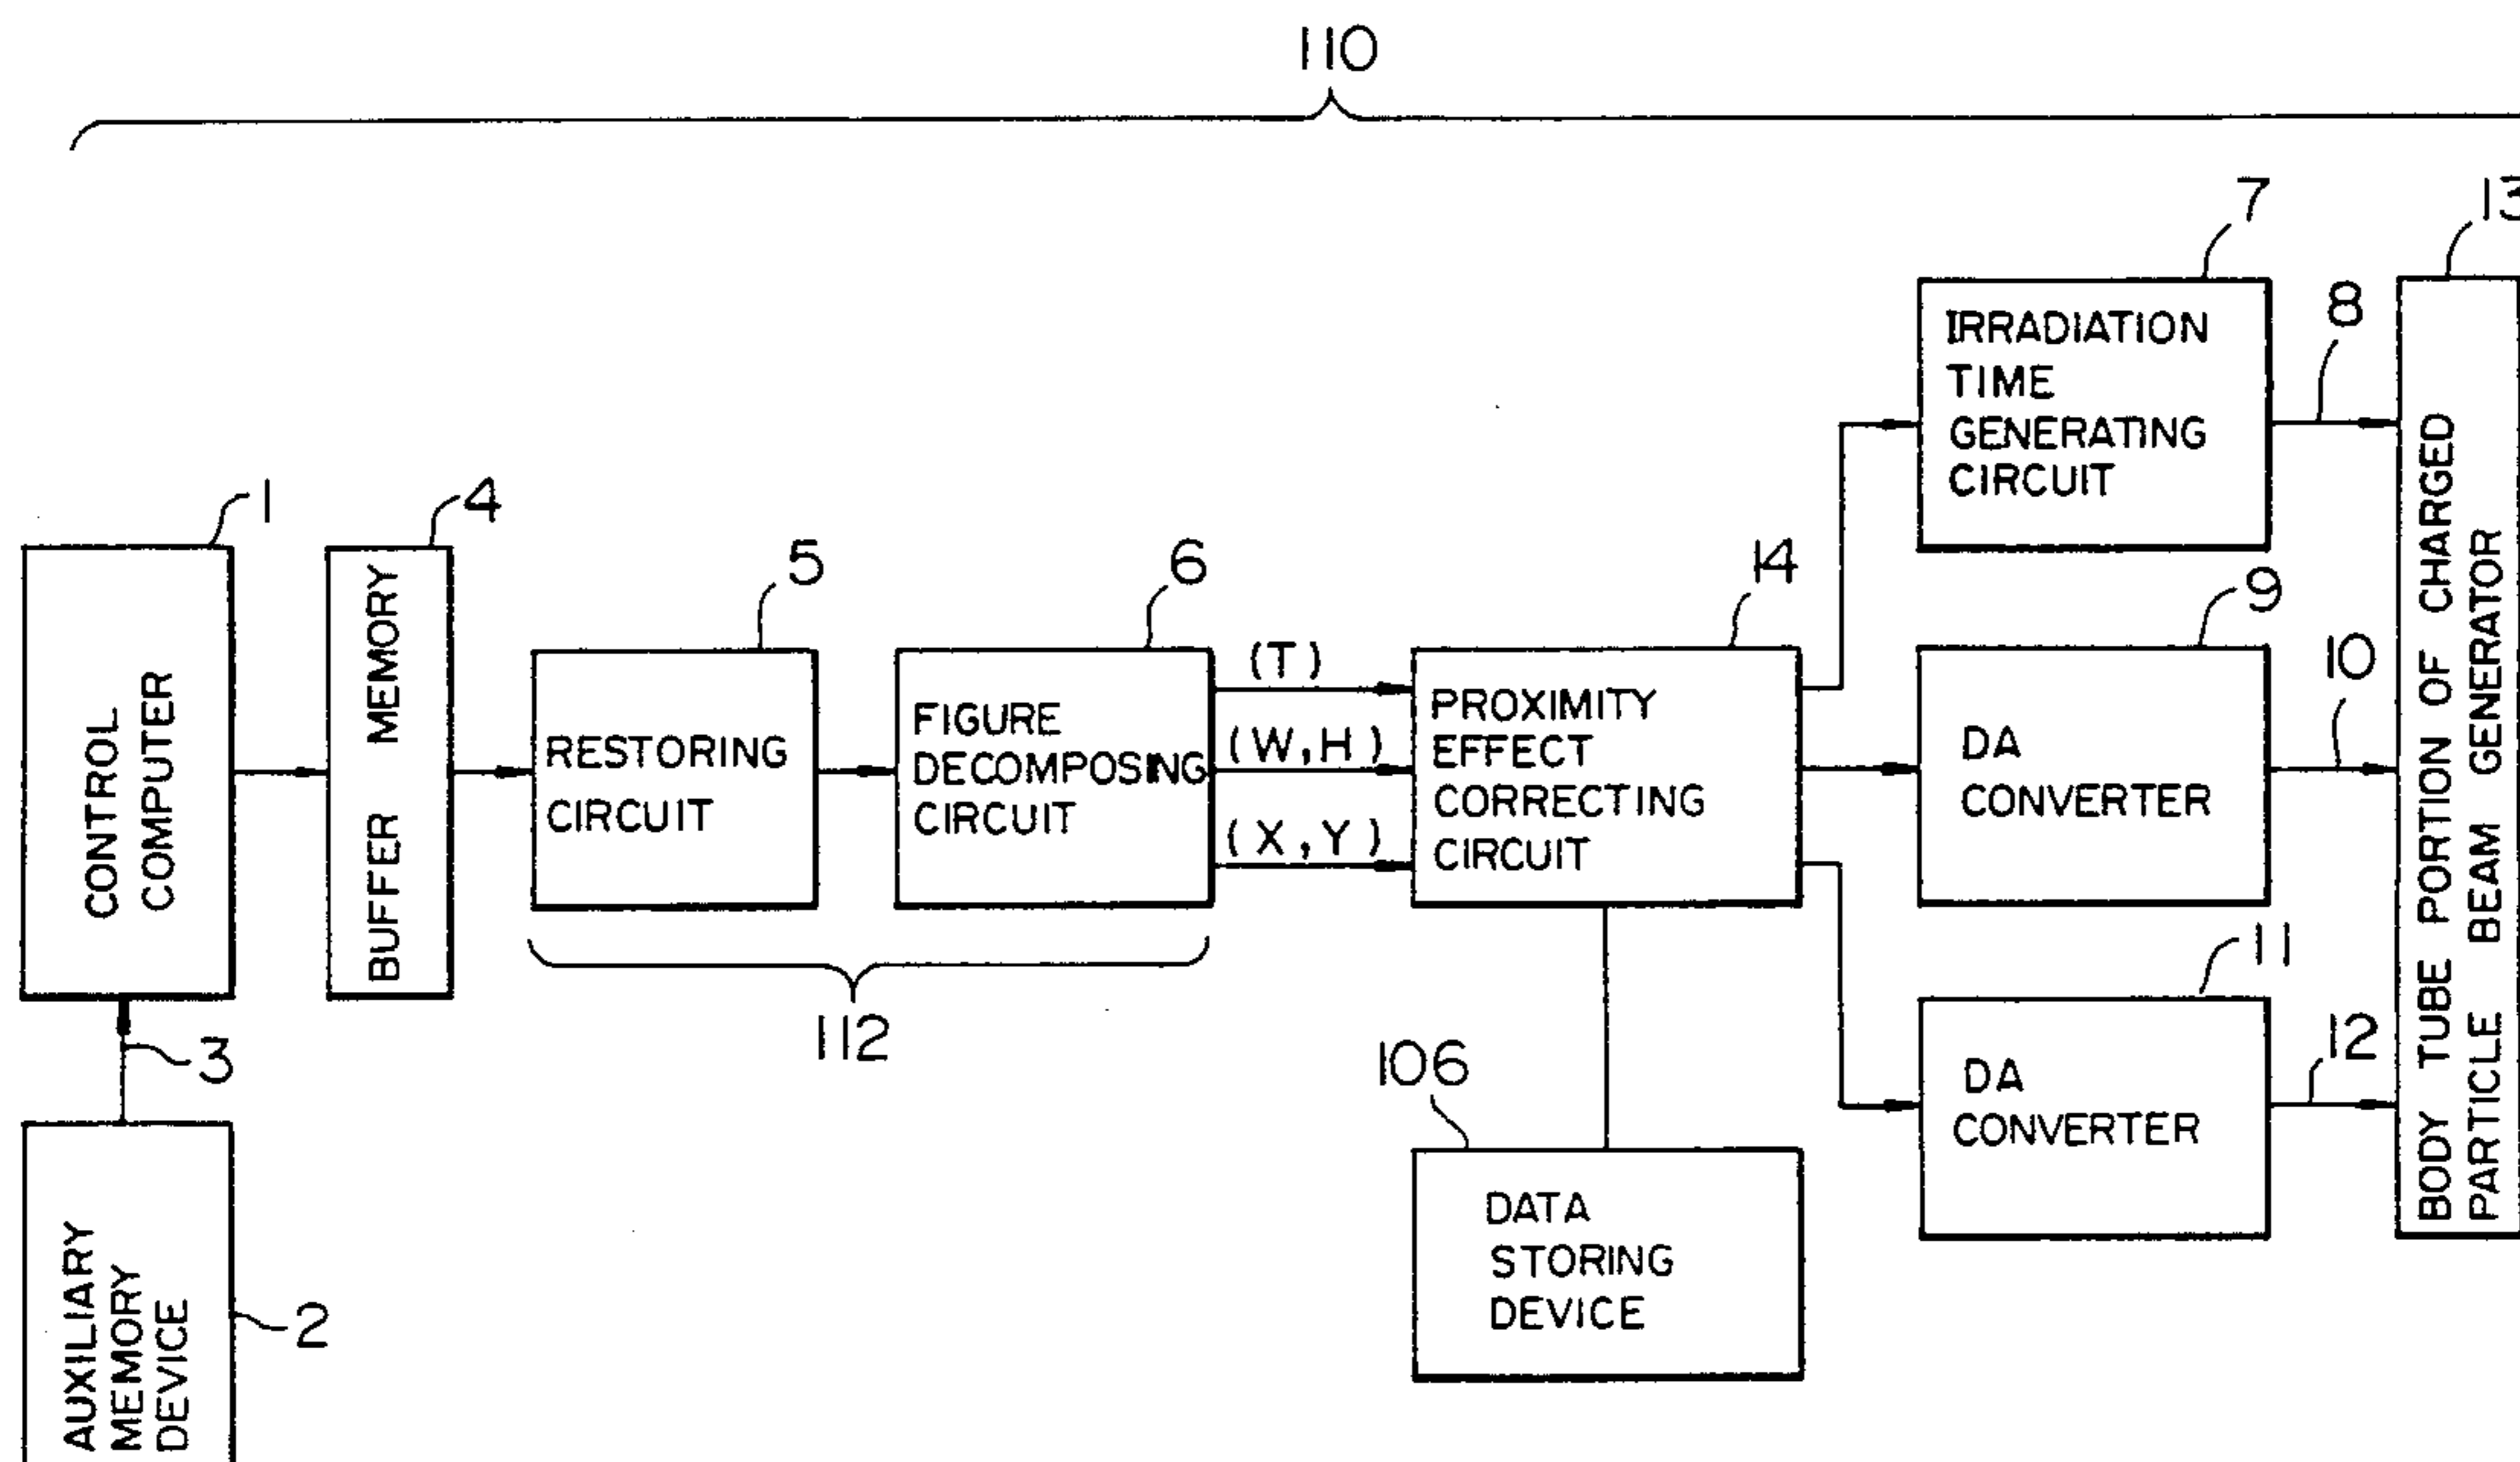 110
7
13
IRRADIATION
TIME
GENERATING
CIRCUIT
8
1
4
5
6
14
9
10
CONTROL
COMPUTER
BUFFER MEMORY
RESTORING
CIRCUIT
FIGURE
DECOMPOSING
CIRCUIT
(T)
(W,H)
(X,Y)
PROXIMITY
EFFECT
CORRECTING
CIRCUIT
DA
CONVERTER
BODY TUBE PORTION OF CHARGED
PARTICLE BEAM GENERATOR
11
3
112
106
12
DA
CONVERTER
AUXILIARY
MEMORY
DEVICE
2
DATA
STORING
DEVICE